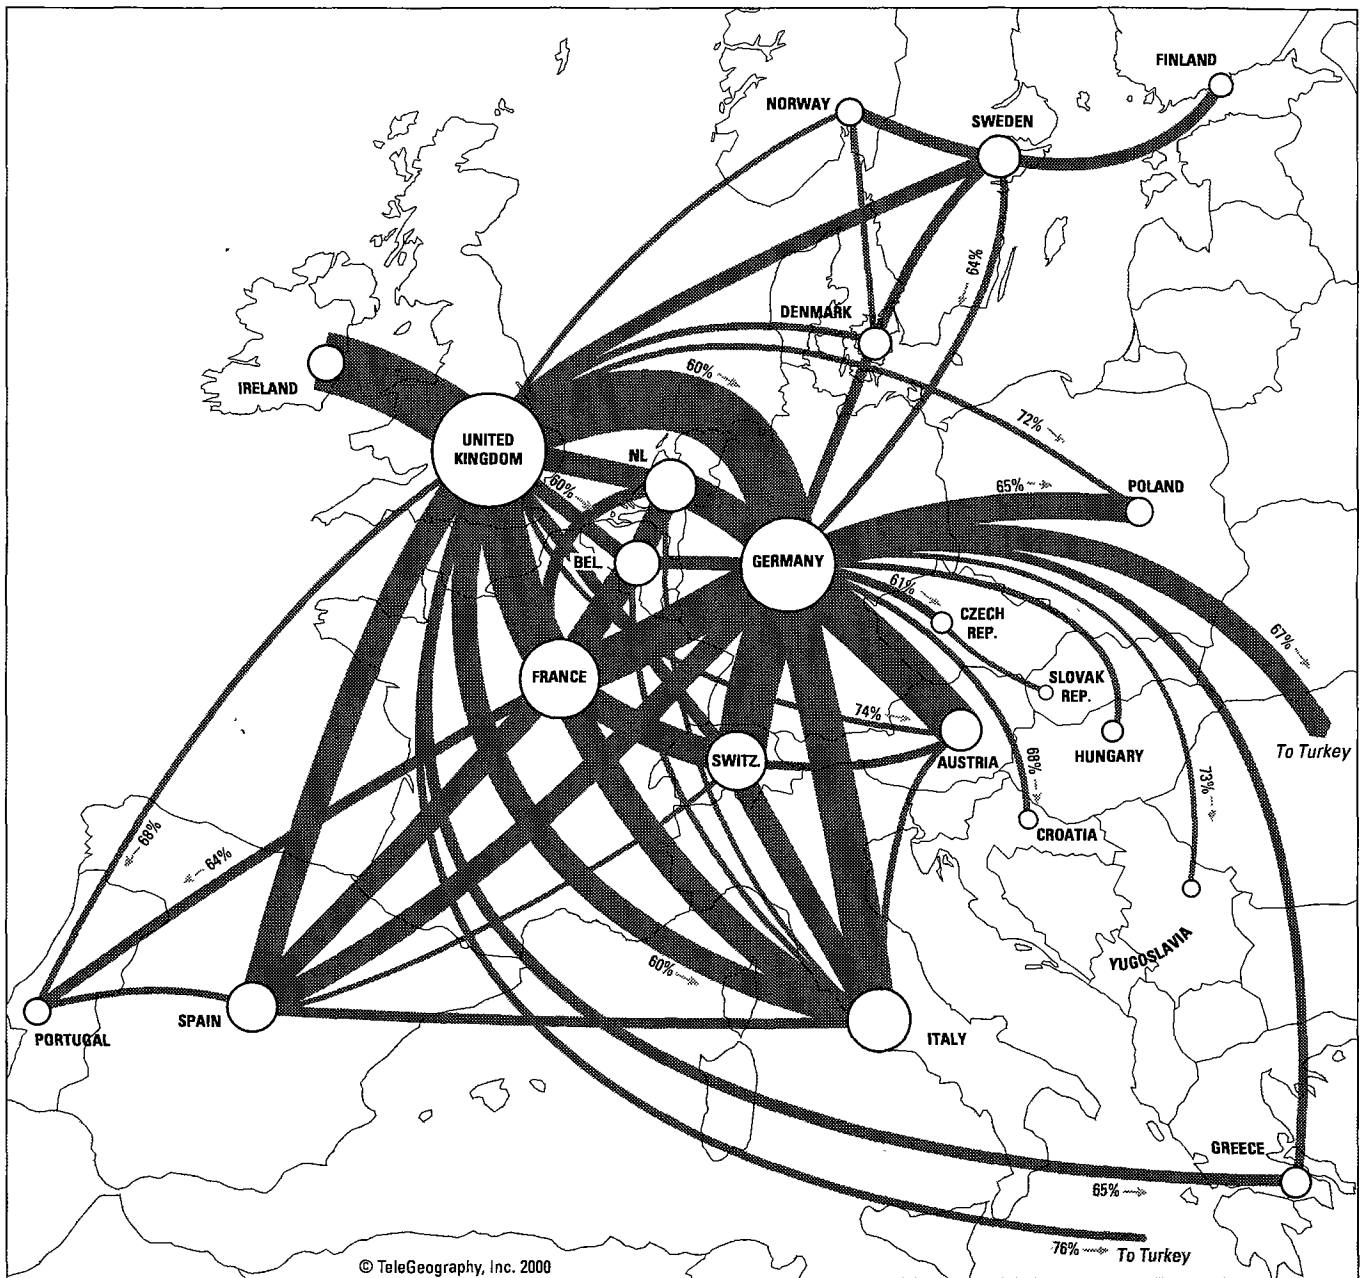 FINLAND
NORWAY
SWEDEN
64%
DENMARK
60%
IRELAND
72%
UNITED
KINGDOM
NL
60%
65%
POLAND
BEL.
GERMANY
61%
CZECH
REP.
67%
FRANCE
SLOVAK
REP.
74%
SWITZ.
AUSTRIA
HUNGARY
To Turkey
68%
73%
CROATIA
68%
64%
YUGOSLAVIA
60%
PORTUGAL
SPAIN
ITALY
GREECE
65%
76%
To Turkey
© TeleGeography, Inc. 2000